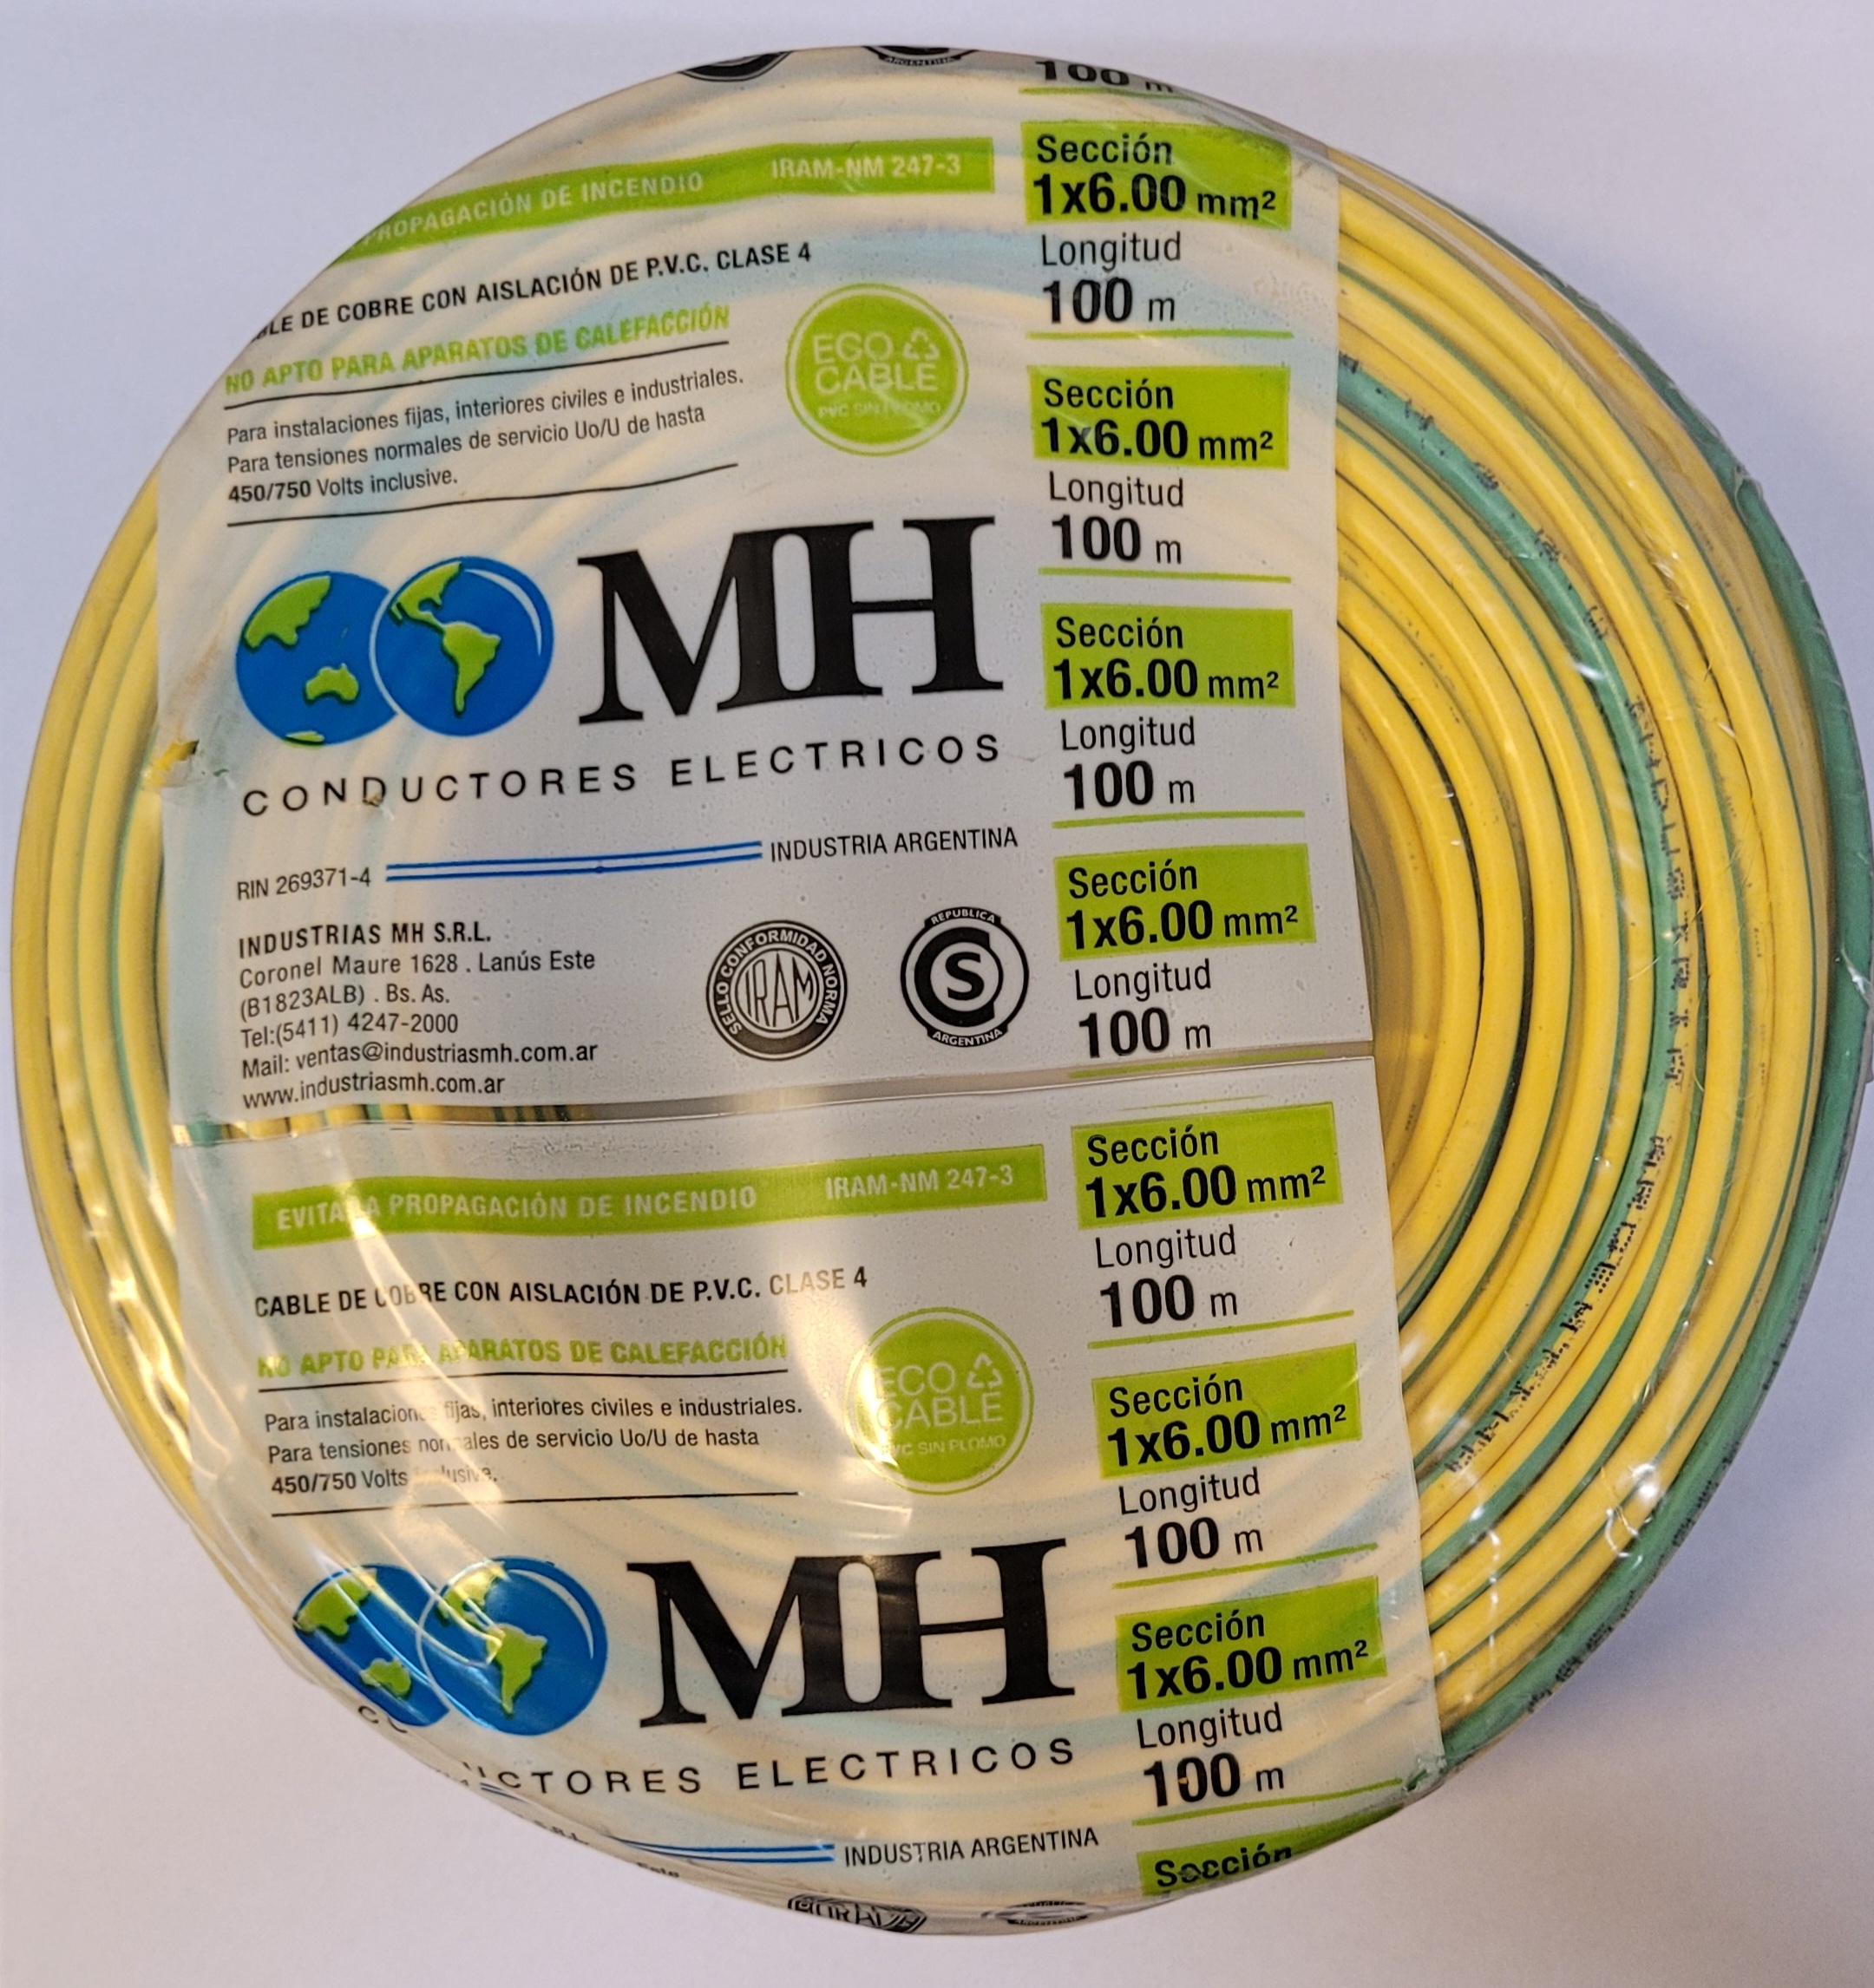 ARGENTINA
100 m
PROPAGACIÓN DE INCENDIO IRAM-NM 247-3
DE COBRE CON AISLACIÓN DE P.V.C. CLASE 4
NO APTO PARA APARATOS DE CALEFACCIÓN
Para instalaciones fijas, interiores civiles e industriales.
Para tensiones normales de servicio Uo/U de hasta
450/750 Volts inclusive.
ECO
CABLE
PVC SIN PLOMO
MH
CONDUCTORES ELECTRICOS
RIN 269371-4
INDUSTRIA ARGENTINA
INDUSTRIAS MH S.R.L.
Coronel Maure 1628 . Lanús Este
(B1823ALB) . Bs. As.
Tel:(5411) 4247-2000
Mail: ventas@industriasmh.com.ar
www.industriasmh.com.ar
SELLO CONFORMIDAD NORMA
IRAM
REPUBLICA
S
ARGENTINA
Sección
1x6.00 mm²
Longitud
100 m
Sección
1x6.00 mm²
Longitud
100 m
Sección
1x6.00 mm²
Longitud
100 m
Sección
1x6.00 mm²
Longitud
100 m
EVITA LA PROPAGACIÓN DE INCENDIO IRAM-NM 247-3
CABLE DE COBRE CON AISLACIÓN DE P.V.C. CLASE 4
NO APTO PARA APARATOS DE CALEFACCIÓN
Para instalaciones fijas, interiores civiles e industriales.
Para tensiones normales de servicio Uo/U de hasta
450/750 Volts inclusive.
ECO
CABLE
PVC SIN PLOMO
MH
ELECTRICOS
INDUSTRIA ARGENTINA
Sección
1x6.00 mm²
Longitud
100 m
Sección
1x6.00 mm²
Longitud
100 m
Sección
1x6.00 mm²
Longitud
100 m
Sección